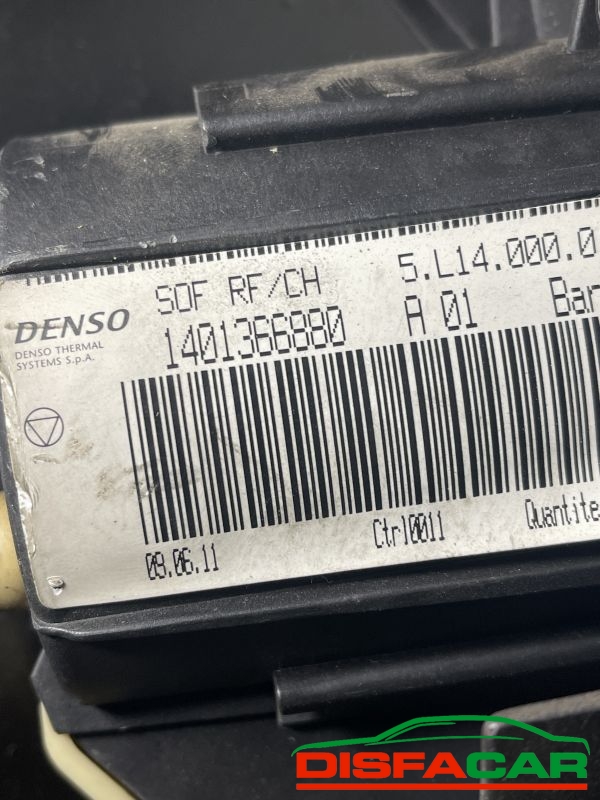 SOF RF/CH 5.L14.000.0
DENSO 1401366880 A 01 Bar
DENSO THERMAL
SYSTEMS S.p.A.
09.06.11 Ctrl0011 Quantite
DISFACAR